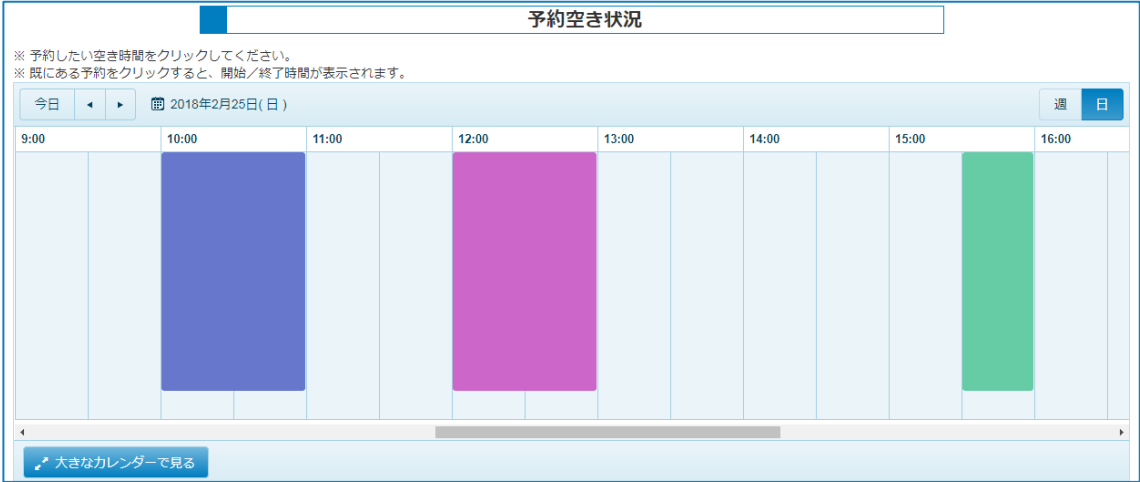 予約空き状況
※ 予約したい空き時間をクリックしてください。
※ 既にある予約をクリックすると、開始／終了時間が表示されます。
今日 2018年2月25日( 日 ) 週 日
9:00 10:00 11:00 12:00 13:00 14:00 15:00 16:00
大きなカレンダーで見る